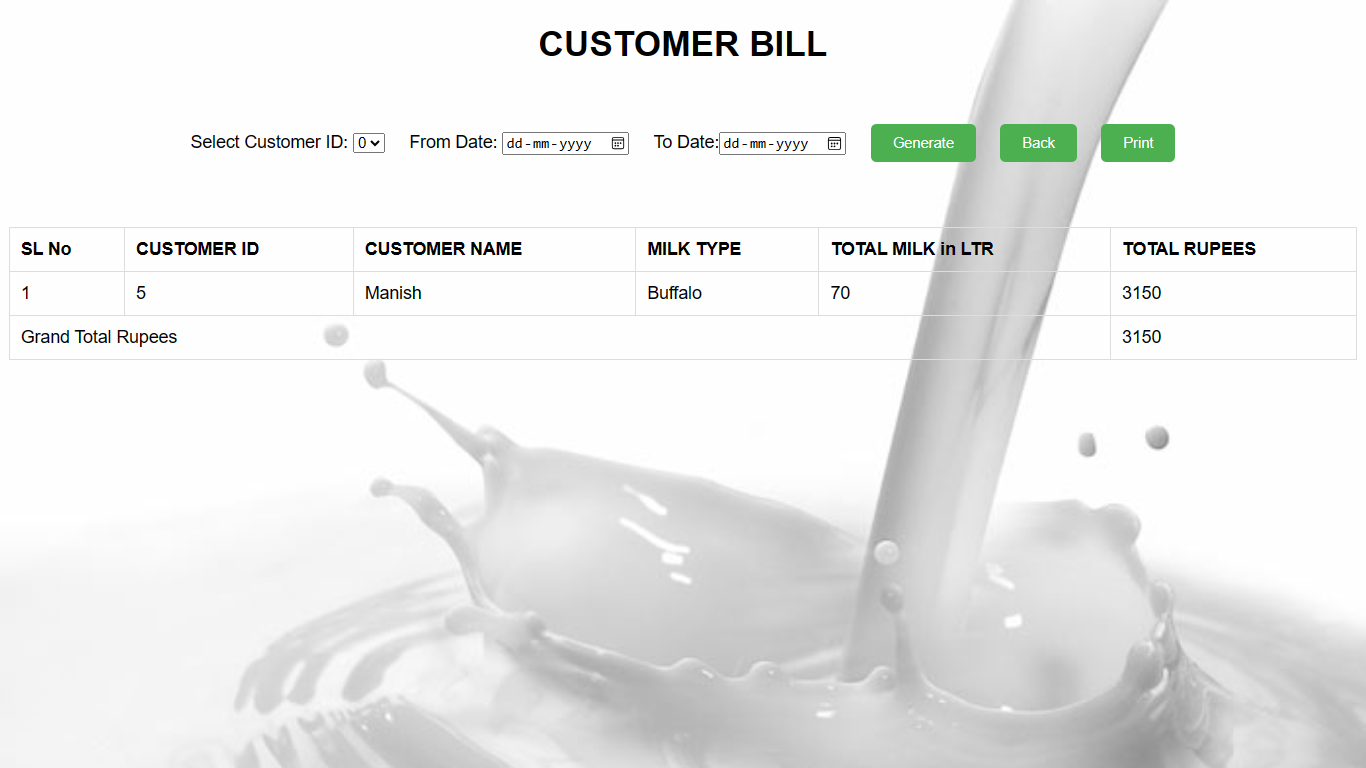 CUSTOMER BILL
Select Customer ID: 0 From Date: dd-mm-yyyy To Date: dd-mm-yyyy Generate Back Print
SL No CUSTOMER ID CUSTOMER NAME MILK TYPE TOTAL MILK in LTR TOTAL RUPEES
1 5 Manish Buffalo 70 3150
Grand Total Rupees 3150